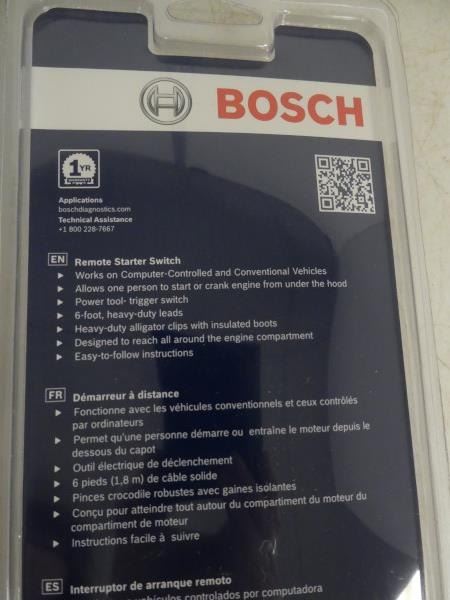 BOSCH
1 YR
Applications
boschdiagnostics.com
Technical Assistance
+1 800 228-7667
EN Remote Starter Switch
► Works on Computer-Controlled and Conventional Vehicles
► Allows one person to start or crank engine from under the hood
► Power tool- trigger switch
► 6-foot, heavy-duty leads
► Heavy-duty alligator clips with insulated boots
► Designed to reach all around the engine compartment
► Easy-to-follow instructions
FR Démarreur à distance
► Fonctionne avec les véhicules conventionnels et ceux contrôlés
par ordinateurs
► Permet qu'une personne démarre ou entraîne le moteur depuis le
dessous du capot
► Outil électrique de déclenchement
► 6 pieds (1,8 m) de câble solide
► Pinces crocodile robustes avec gaines isolantes
► Conçu pour atteindre tout autour du compartiment du moteur du
compartiment de moteur
► Instructions facile à suivre
ES Interruptor de arranque remoto
vehículos controlados por computadora